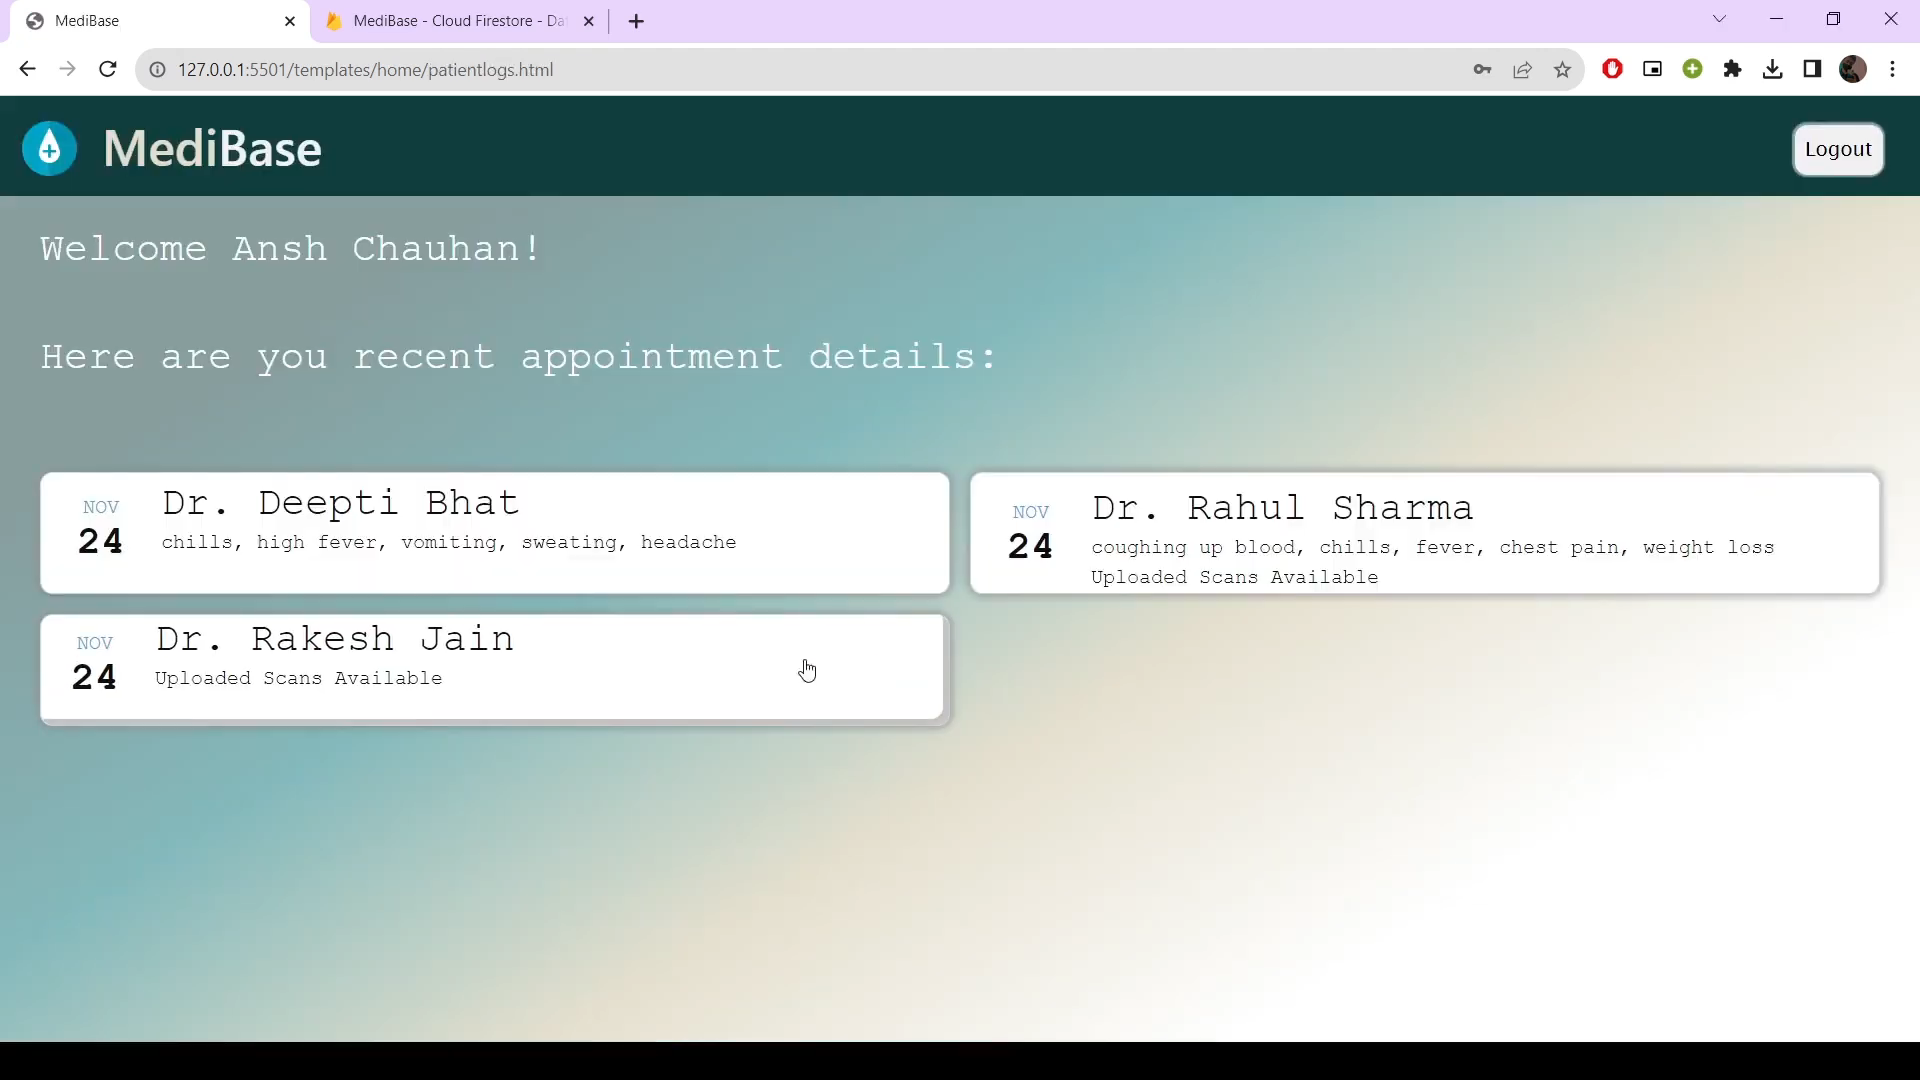 MediBase
MediBase - Cloud Firestore - Da
127.0.0.1:5501/templates/home/patientlogs.html
MediBase
Logout
Welcome Ansh Chauhan!
Here are you recent appointment details:
NOV
24
Dr. Deepti Bhat
chills, high fever, vomiting, sweating, headache
NOV
24
Dr. Rahul Sharma
coughing up blood, chills, fever, chest pain, weight loss
Uploaded Scans Available
NOV
24
Dr. Rakesh Jain
Uploaded Scans Available